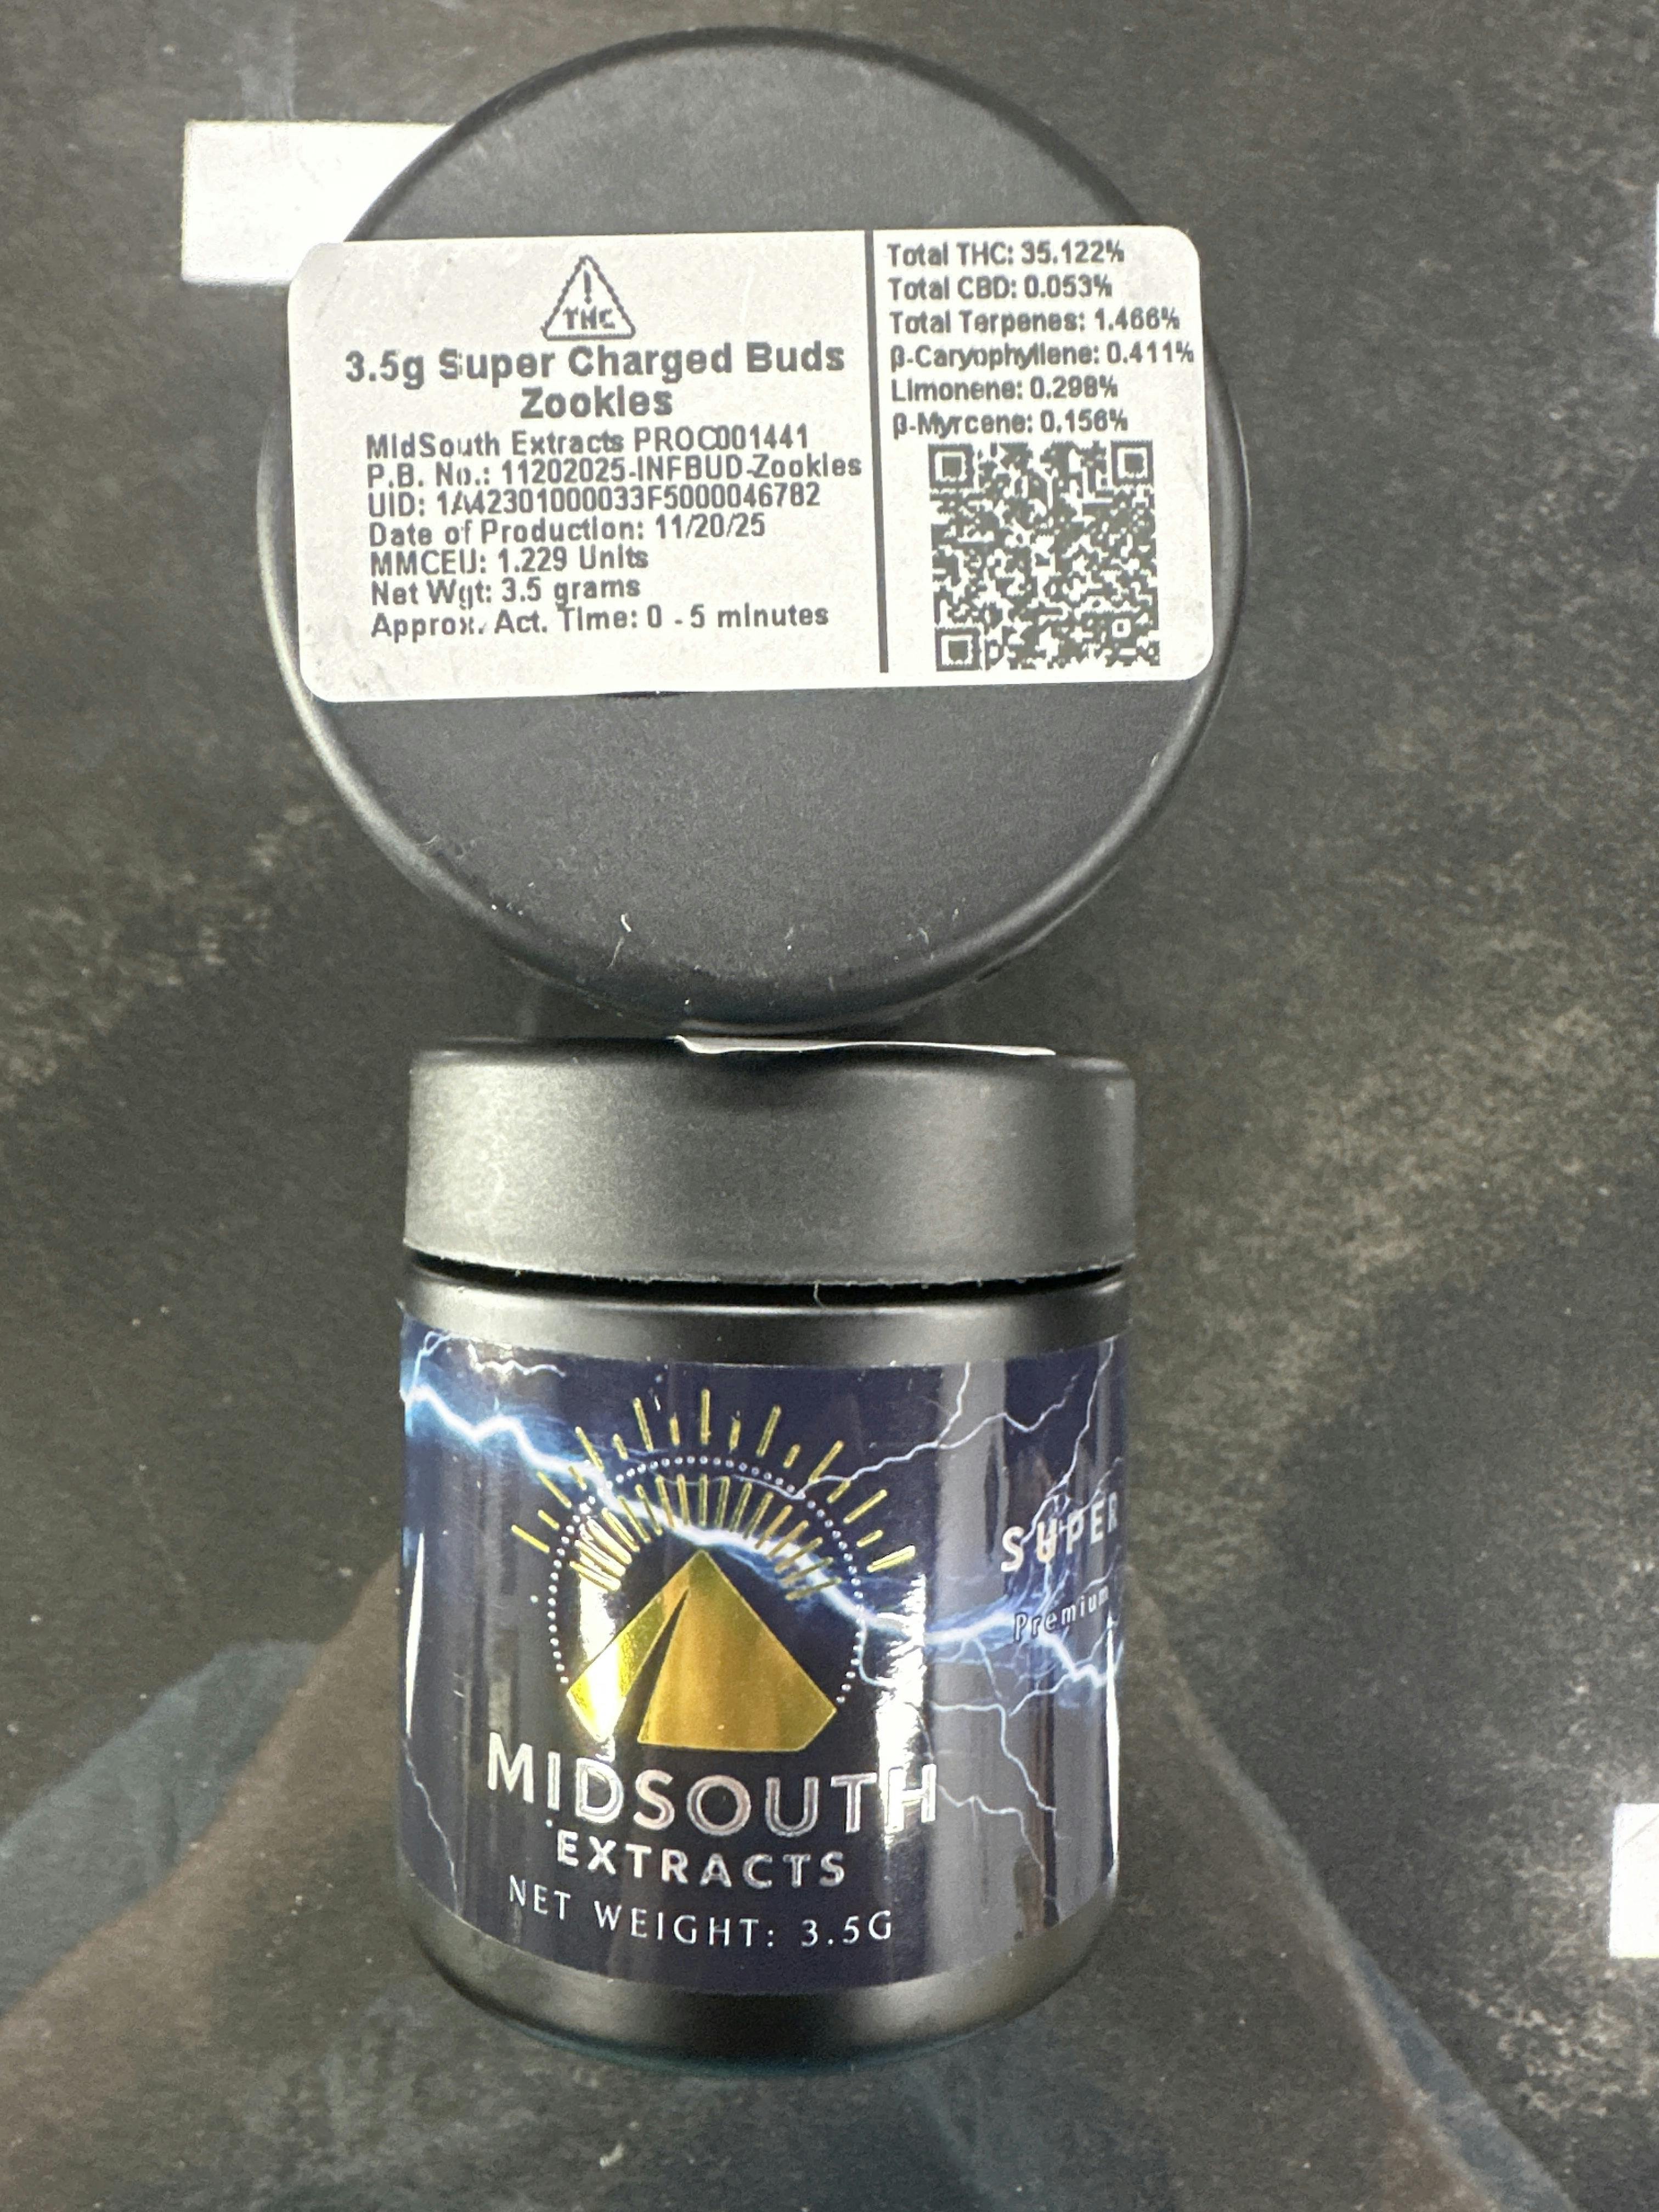 THC
3.5g Super Charged Buds
Zookies
MidSouth Extracts PROC001441
P.B. No.: 11202025-INFBUD-Zookies
UID: 1A42301000033F5000046782
Date of Production: 11/20/25
MMCEU: 1.229 Units
Net Wgt: 3.5 grams
Approx. Act. Time: 0 - 5 minutes
Total THC: 35.122%
Total CBD: 0.053%
Total Terpenes: 1.466%
β-Caryophyllene: 0.411%
Limonene: 0.298%
β-Myrcene: 0.156%
MIDSOUTH
EXTRACTS
NET WEIGHT: 3.5G
SUPER
Premium